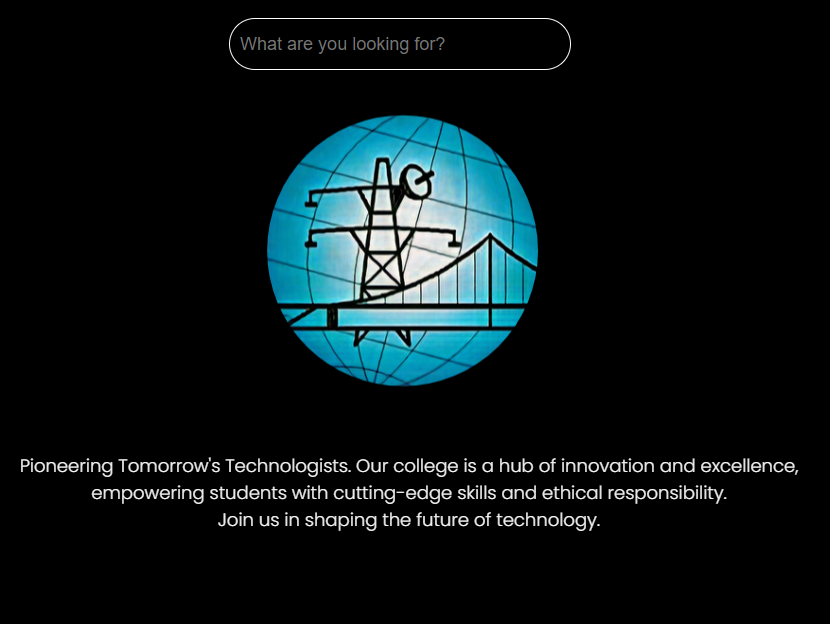 What are you looking for?
Pioneering Tomorrow's Technologists. Our college is a hub of innovation and excellence,
empowering students with cutting-edge skills and ethical responsibility.
Join us in shaping the future of technology.